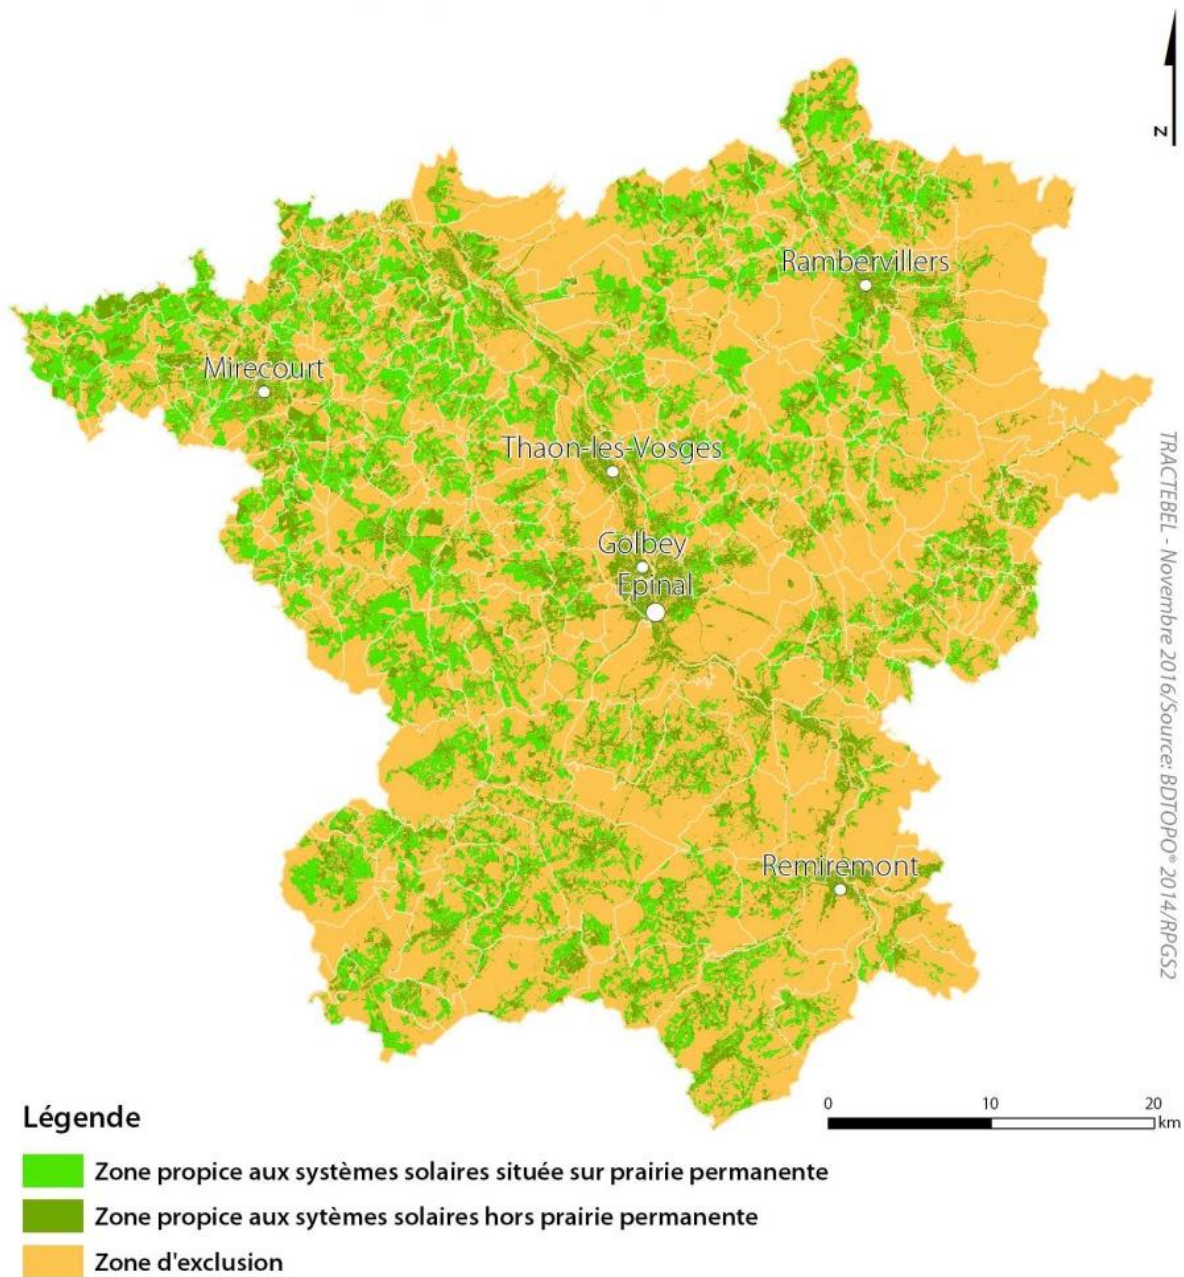 N
Rambervillers
Mirecourt
Thaon-les-Vosges
Golbey
Epinal
Remiremont
TRACTEBEL - Novembre 2016/Source: BDTOPO® 2014/RPGS2
0 10 20
km
Légende
Zone propice aux systèmes solaires située sur prairie permanente
Zone propice aux sytèmes solaires hors prairie permanente
Zone d'exclusion